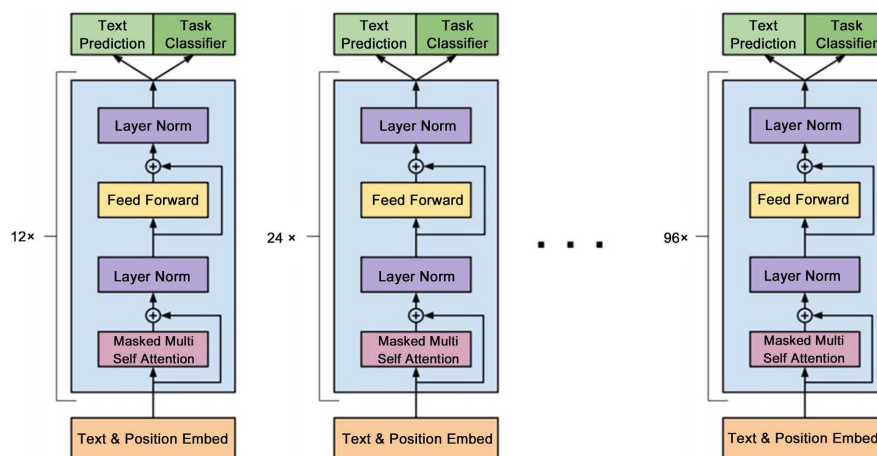 Text
Prediction
Task
Classifier
Layer Norm
Feed Forward
Layer Norm
Masked Multi
Self Attention
Text & Position Embed
12×
Text
Prediction
Task
Classifier
Layer Norm
Feed Forward
Layer Norm
Masked Multi
Self Attention
Text & Position Embed
24 ×
. . .
Text
Prediction
Task
Classifier
Layer Norm
Feed Forward
Layer Norm
Masked Multi
Self Attention
Text & Position Embed
96×